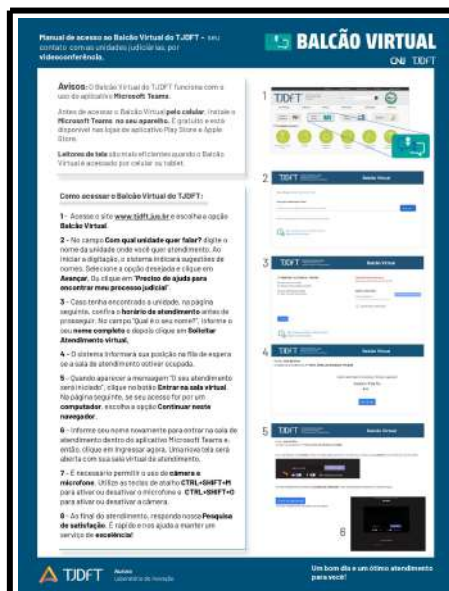 Manual de acesso ao Balcão Virtual do TJDFT - seu
contato com as unidades judiciárias, por
videoconferência.
BALCÃO VIRTUAL
CNJ TJDFT
Avisos: O Balcão Virtual do TJDFT funciona com o
uso do aplicativo Microsoft Teams.
Antes de acessar o Balcão Virtual pelo celular, instale o
Microsoft Teams no seu aparelho. É gratuito e está
disponível nas lojas de aplicativo Play Store e Apple
Store.
Leitores de tela são mais eficientes quando o Balcão
Virtual é acessado por celular ou tablet.
Como acessar o Balcão Virtual do TJDFT:
1 - Acesse o site www.tjdft.jus.br e escolha a opção
Balcão Virtual.
2 - No campo Com qual unidade quer falar? digite o
nome da unidade onde você quer atendimento. Ao
iniciar a digitação, o sistema indicará sugestões de
nomes. Selecione a opção desejada e clique em
Avançar. Ou clique em "Preciso de ajuda para
encontrar meu processo judicial".
3 - Caso tenha encontrado a unidade, na página
seguinte, confira o horário de atendimento antes de
prosseguir. No campo "Qual é o seu nome?", informe o
seu nome completo e depois clique em Solicitar
Atendimento virtual.
4 - O sistema informará sua posição na fila de espera
se a sala de atendimento estiver ocupada.
5 - Quando aparecer a mensagem "O seu atendimento
será iniciado", clique no botão Entrar na sala virtual.
Na página seguinte, se seu acesso for por um
computador, escolha a opção Continuar neste
navegador.
6 - Informe seu nome novamente para entrar na sala de
atendimento dentro do aplicativo Microsoft Teams e,
então, clique em Ingressar agora. Uma nova tela será
aberta com sua sala virtual de atendimento.
7 - É necessário permitir o uso de câmera e
microfone. Utilize as teclas de atalho CTRL+SHIFT+M
para ativar ou desativar o microfone e CTRL+SHIFT+O
para ativar ou desativar a câmera.
8 - Ao final do atendimento, responda nossa Pesquisa
de satisfação. É rápido e nos ajuda a manter um
serviço de excelência!
1
TJDFT
2
TJDFT
Balcão Virtual
3
TJDFT
Balcão Virtual
4
TJDFT
Balcão Virtual
5
TJDFT
Balcão Virtual
6
TJDFT
Laboratório de Inovação
Um bom dia e um ótimo atendimento
para você!